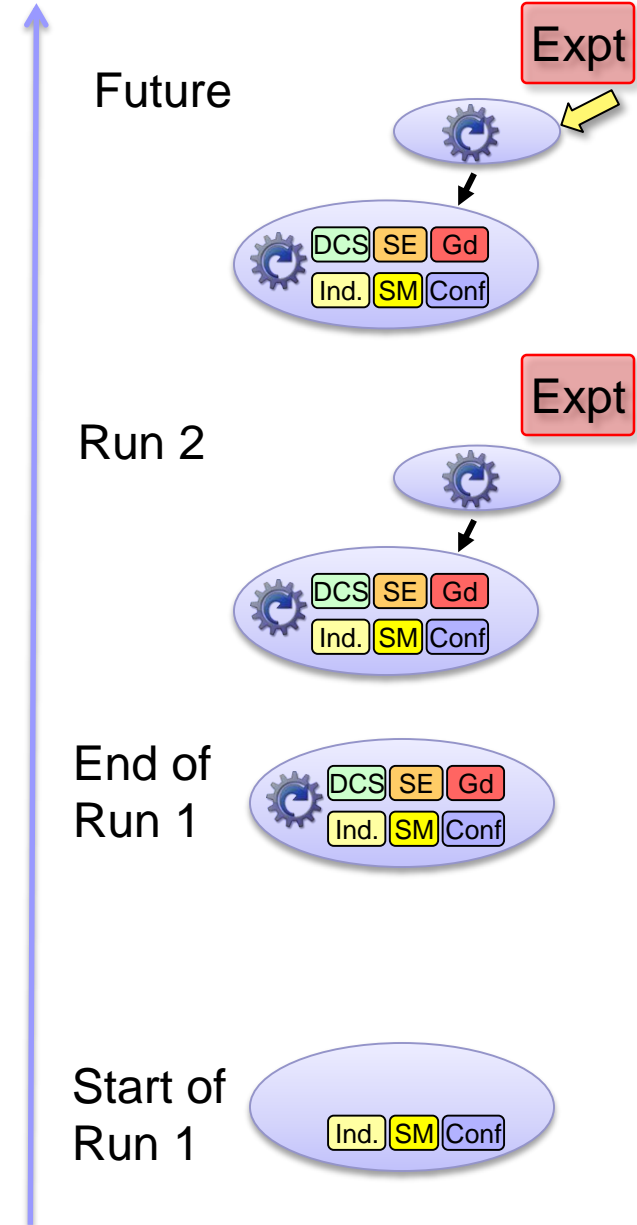 Expt
Future
DCS SE Gd
Ind. SM Conf
Expt
Run 2
DCS SE Gd
Ind. SM Conf
End of
Run 1
DCS SE Gd
Ind. SM Conf
Start of
Run 1
Ind. SM Conf